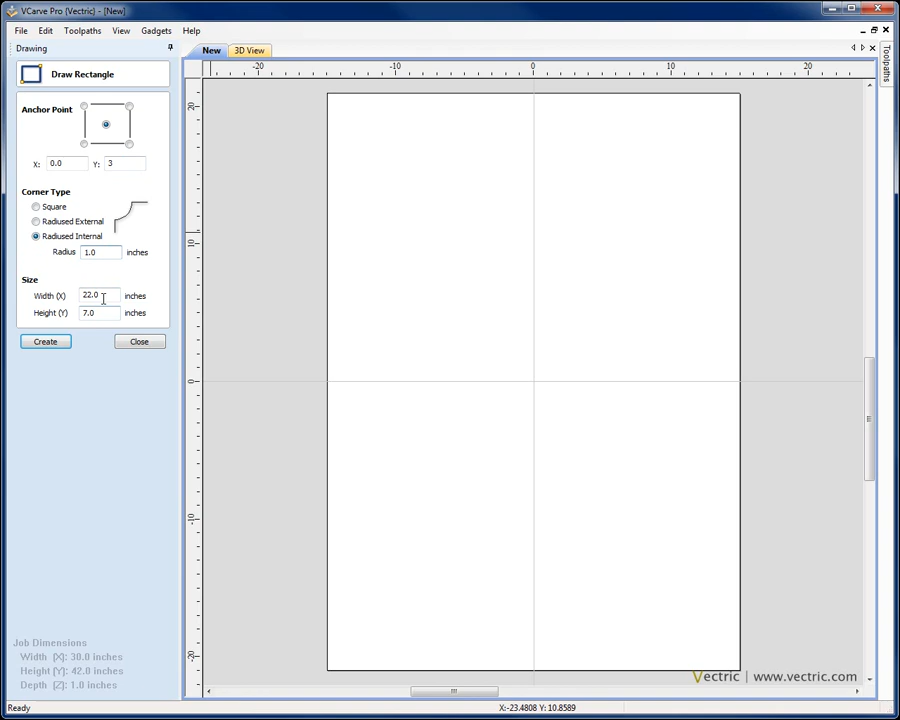 VCarve Pro (Vectric) - [New]
File Edit Toolpaths View Gadgets Help
Drawing
New 3D View
Toolpaths
Draw Rectangle
-20 -10 0 10 20
20
10
0
-10
-20
Anchor Point
X: 0.0 Y: 3
Corner Type
Square
Radiused External
Radiused Internal
Radius 1.0 inches
Size
Width (X) 22.0 inches
Height (Y) 7.0 inches
Create Close
Job Dimensions
Width (X): 30.0 inches
Height (Y): 42.0 inches
Depth (Z): 1.0 inches
Vectric | www.vectric.com
Ready X:-23.4808 Y: 10.8589